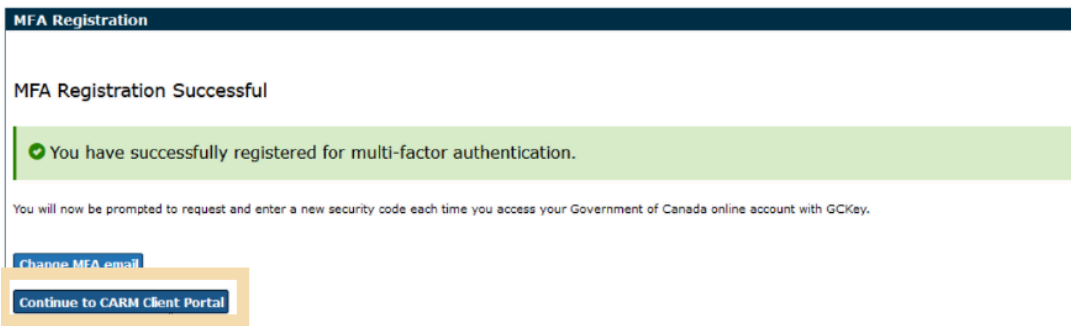 MFA Registration
MFA Registration Successful
You have successfully registered for multi-factor authentication.
You will now be prompted to request and enter a new security code each time you access your Government of Canada online account with GCKey.
Change MFA email
Continue to CARM Client Portal